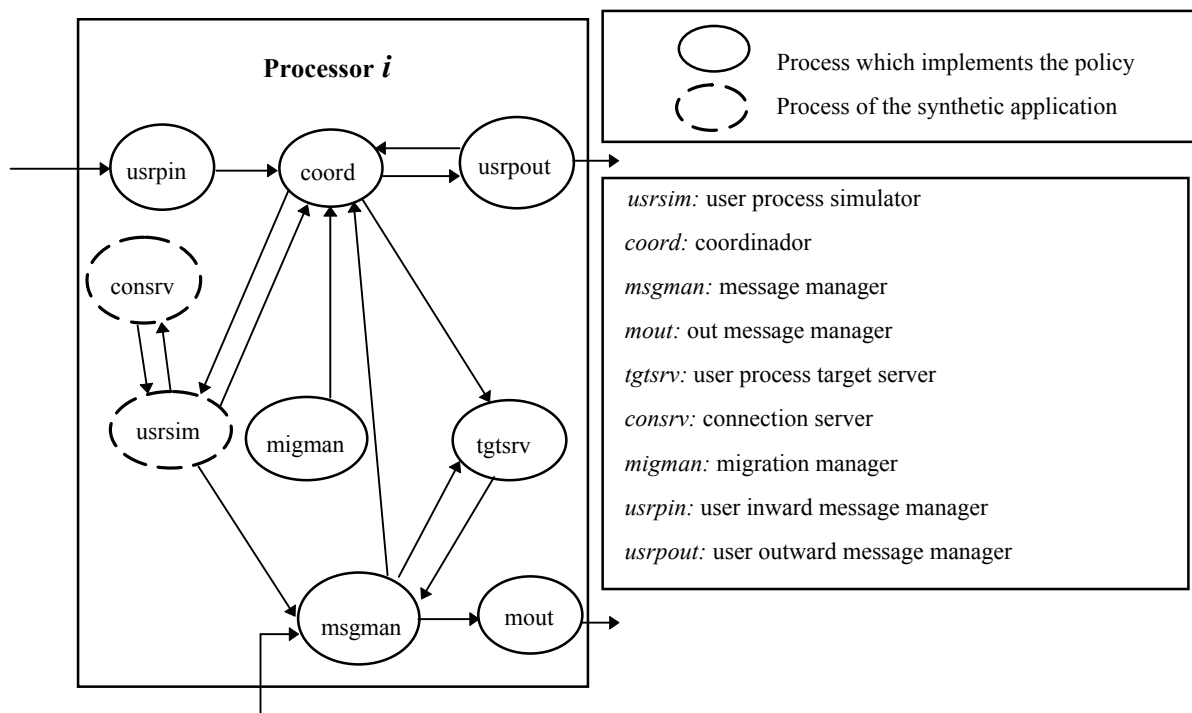 Processor i
usrpin
coord
usrpout
consrv
usrsim
migman
tgtsrv
msgman
mout
Process which implements the policy
Process of the synthetic application
usrsim: user process simulator
coord: coordinador
msgman: message manager
mout: out message manager
tgtsrv: user process target server
consrv: connection server
migman: migration manager
usrpin: user inward message manager
usrpout: user outward message manager